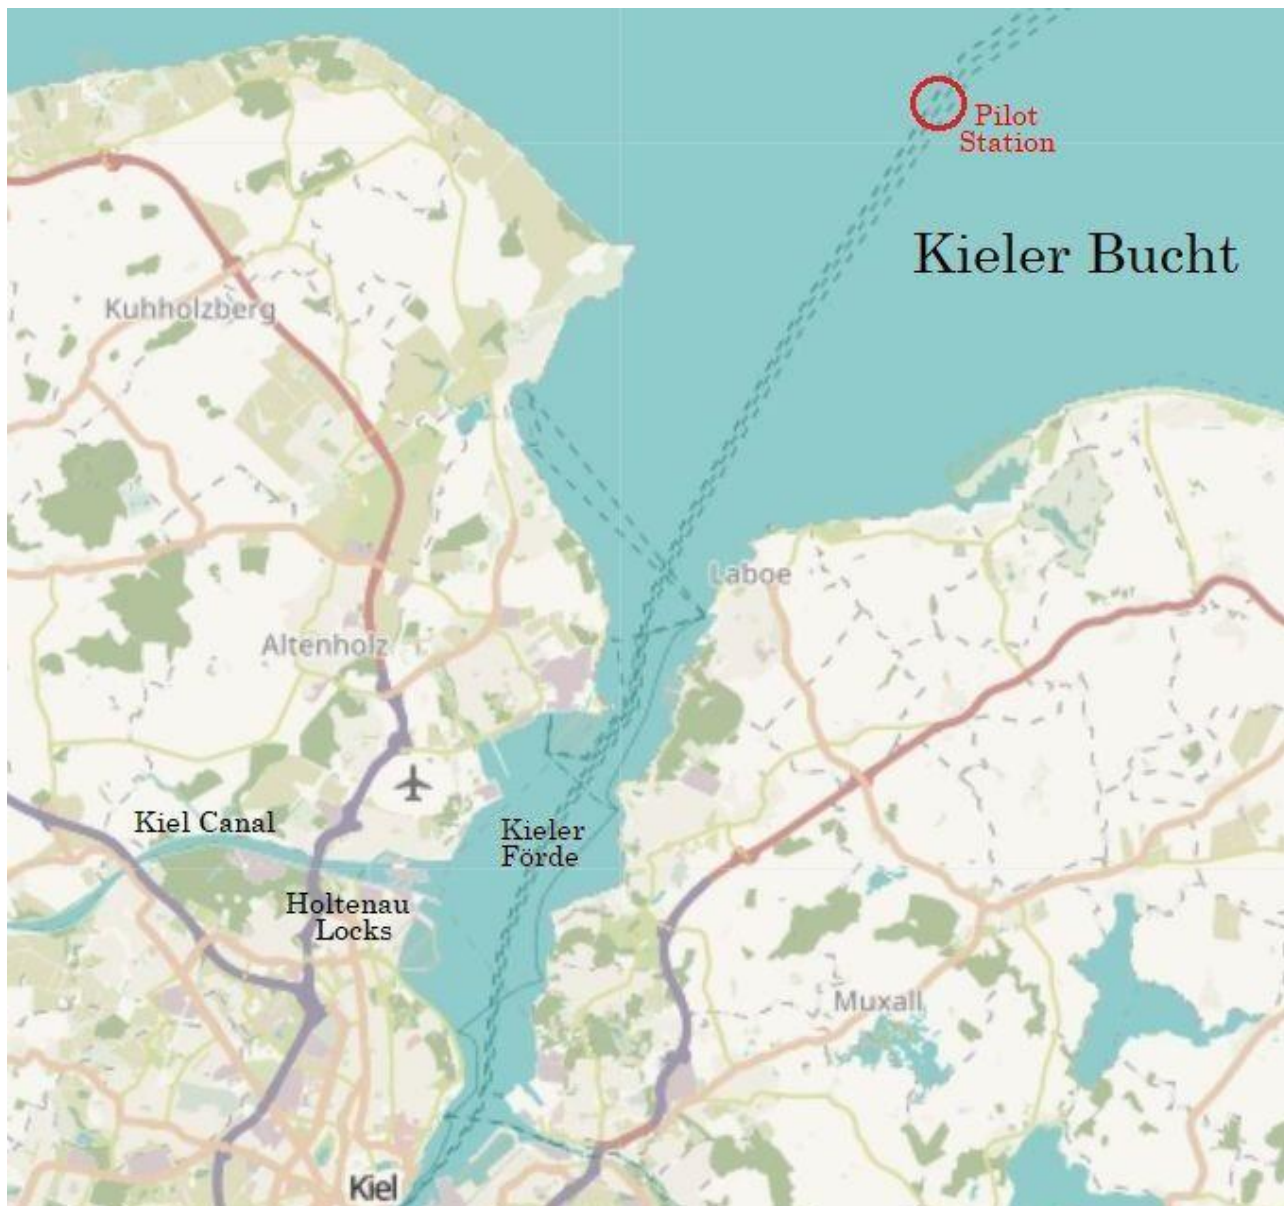 Pilot
Station
Kieler Bucht
Kuhholzberg
Laboe
Altenholz
Kiel Canal
Kieler
Förde
Holtenau
Locks
Muxall
Kiel